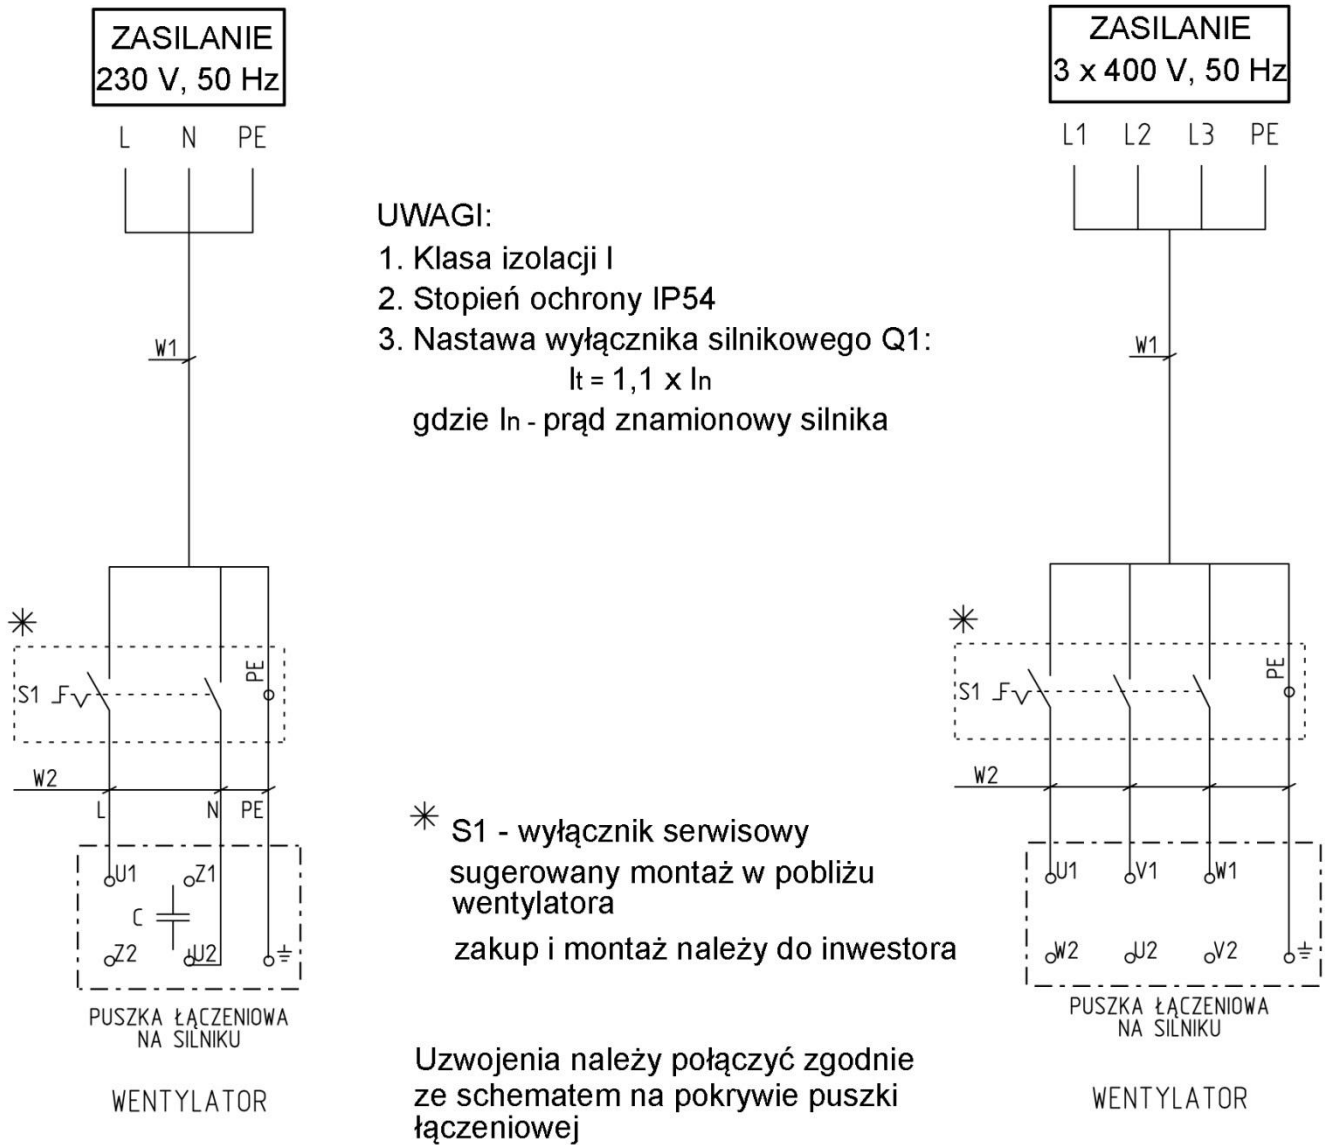 ZASILANIE
230 V, 50 Hz
L N PE
W1
S1
PE
W2
L N PE
U1 Z1
C
Z2 U2
PUSZKA ŁĄCZENIOWA
NA SILNIKU
WENTYLATOR
UWAGI:
1. Klasa izolacji I
2. Stopień ochrony IP54
3. Nastawa wyłącznika silnikowego Q1:
It = 1,1 x In
gdzie In - prąd znamionowy silnika
S1 - wyłącznik serwisowy
sugerowany montaż w pobliżu
wentylatora
zakup i montaż należy do inwestora
Uzwojenia należy połączyć zgodnie
ze schematem na pokrywie puszki
łączeniowej
ZASILANIE
3 x 400 V, 50 Hz
L1 L2 L3 PE
W1
S1
PE
W2
U1 V1 W1
W2 U2 V2
PUSZKA ŁĄCZENIOWA
NA SILNIKU
WENTYLATOR